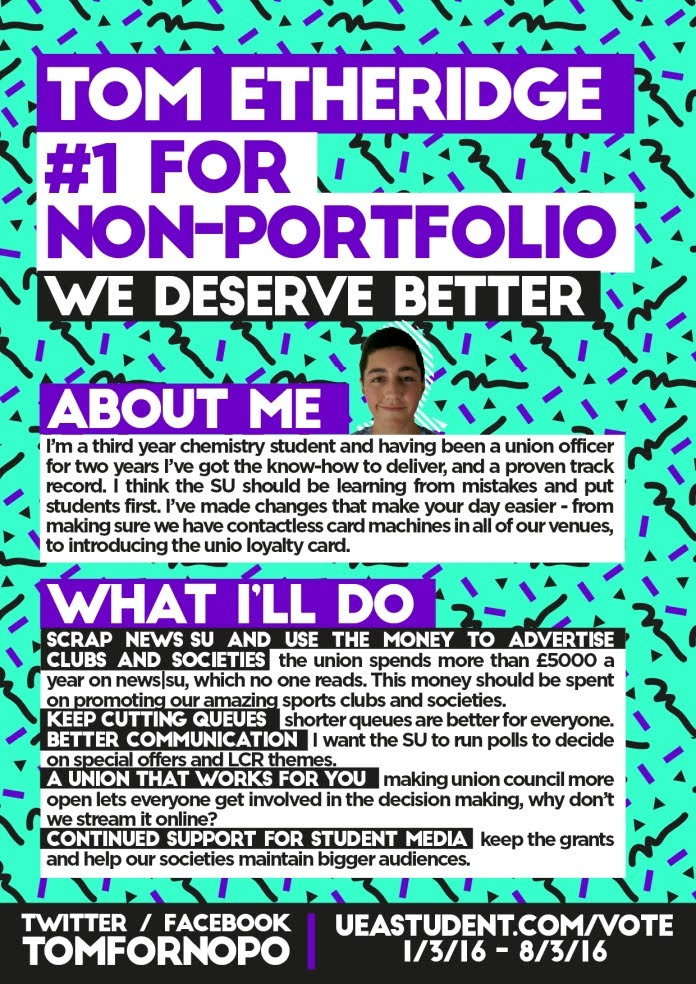 TOM ETHERIDGE
#1 FOR
NON-PORTFOLIO
WE DESERVE BETTER
ABOUT ME
I'm a third year chemistry student and having been a union officer
for two years I've got the know-how to deliver, and a proven track
record. I think the SU should be learning from mistakes and put
students first. I've made changes that make your day easier - from
making sure we have contactless card machines in all of our venues,
to introducing the unio loyalty card.
WHAT I'LL DO
SCRAP NEWS SU AND USE THE MONEY TO ADVERTISE
CLUBS AND SOCIETIES the union spends more than £5000 a
year on news|su, which no one reads. This money should be spent
on promoting our amazing sports clubs and societies.
KEEP CUTTING QUEUES shorter queues are better for everyone.
BETTER COMMUNICATION I want the SU to run polls to decide
on special offers and LCR themes.
A UNION THAT WORKS FOR YOU making union council more
open lets everyone get involved in the decision making, why don't
we stream it online?
CONTINUED SUPPORT FOR STUDENT MEDIA keep the grants
and help our societies maintain bigger audiences.
TWITTER / FACEBOOK
TOMFORNOPO
UEASTUDENT.COM/VOTE
1/3/16 - 8/3/16